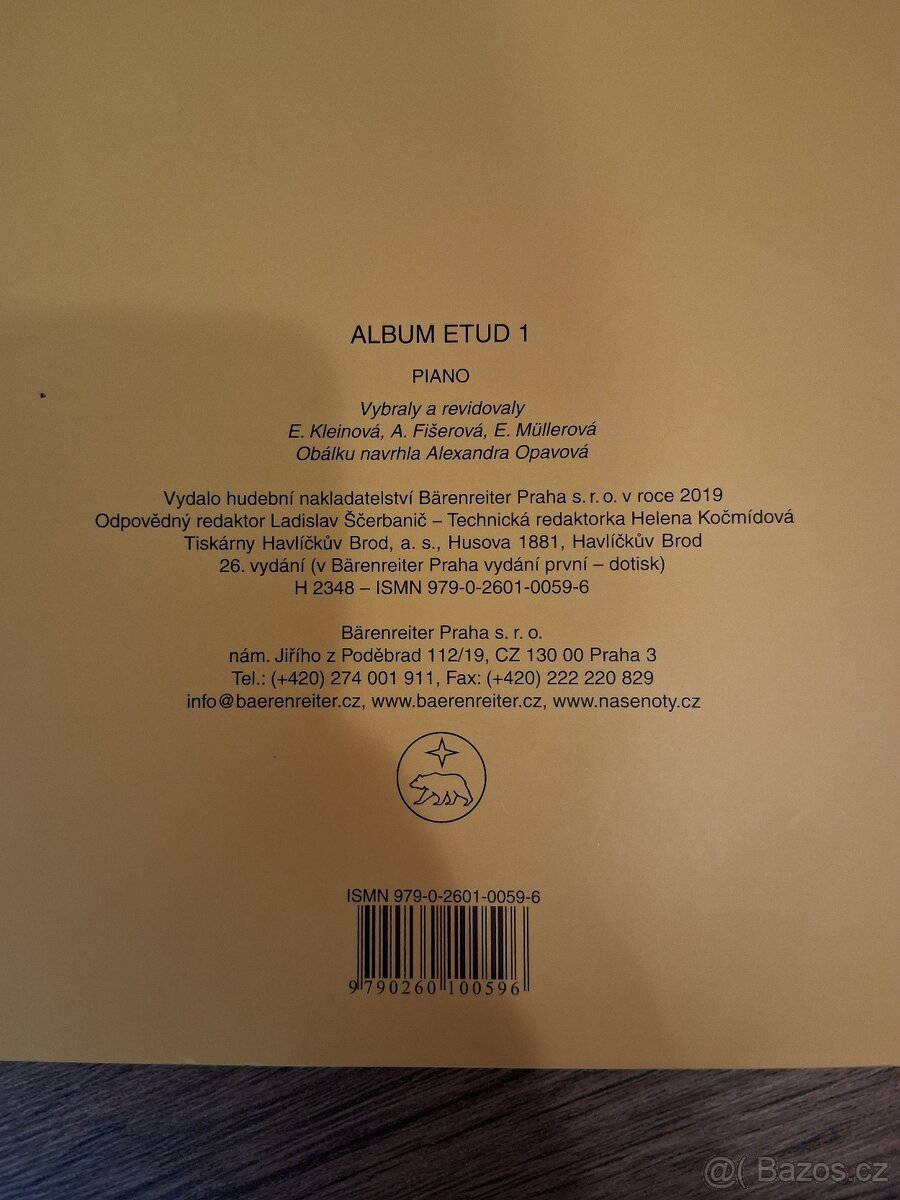 ALBUM ETUD 1
PIANO
Vybraly a revidovaly
E. Kleinová, A. Fišerová, E. Müllerová
Obálku navrhla Alexandra Opavová
Vydalo hudební nakladatelství Bärenreiter Praha s. r. o. v roce 2019
Odpovědný redaktor Ladislav Ščerbanič – Technická redaktorka Helena Kočmídová
Tiskárny Havlíčkův Brod, a. s., Husova 1881, Havlíčkův Brod
26. vydání (v Bärenreiter Praha vydání první – dotisk)
H 2348 – ISMN 979-0-2601-0059-6
Bärenreiter Praha s. r. o.
nám. Jiřího z Poděbrad 112/19, CZ 130 00 Praha 3
Tel.: (+420) 274 001 911, Fax: (+420) 222 220 829
info@baerenreiter.cz, www.baerenreiter.cz, www.nasenoty.cz
ISMN 979-0-2601-0059-6
9 790260 100596
@( Bazos.cz